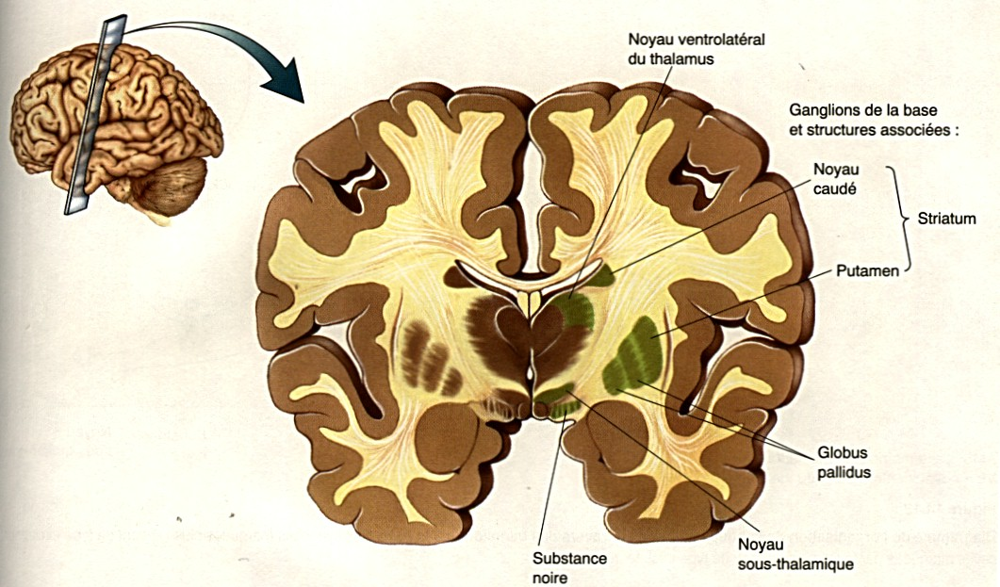 Noyau ventrolatéral
du thalamus
Ganglions de la base
et structures associées :
Noyau
caudé
Striatum
Putamen
Globus
pallidus
Noyau
sous-thalamique
Substance
noire